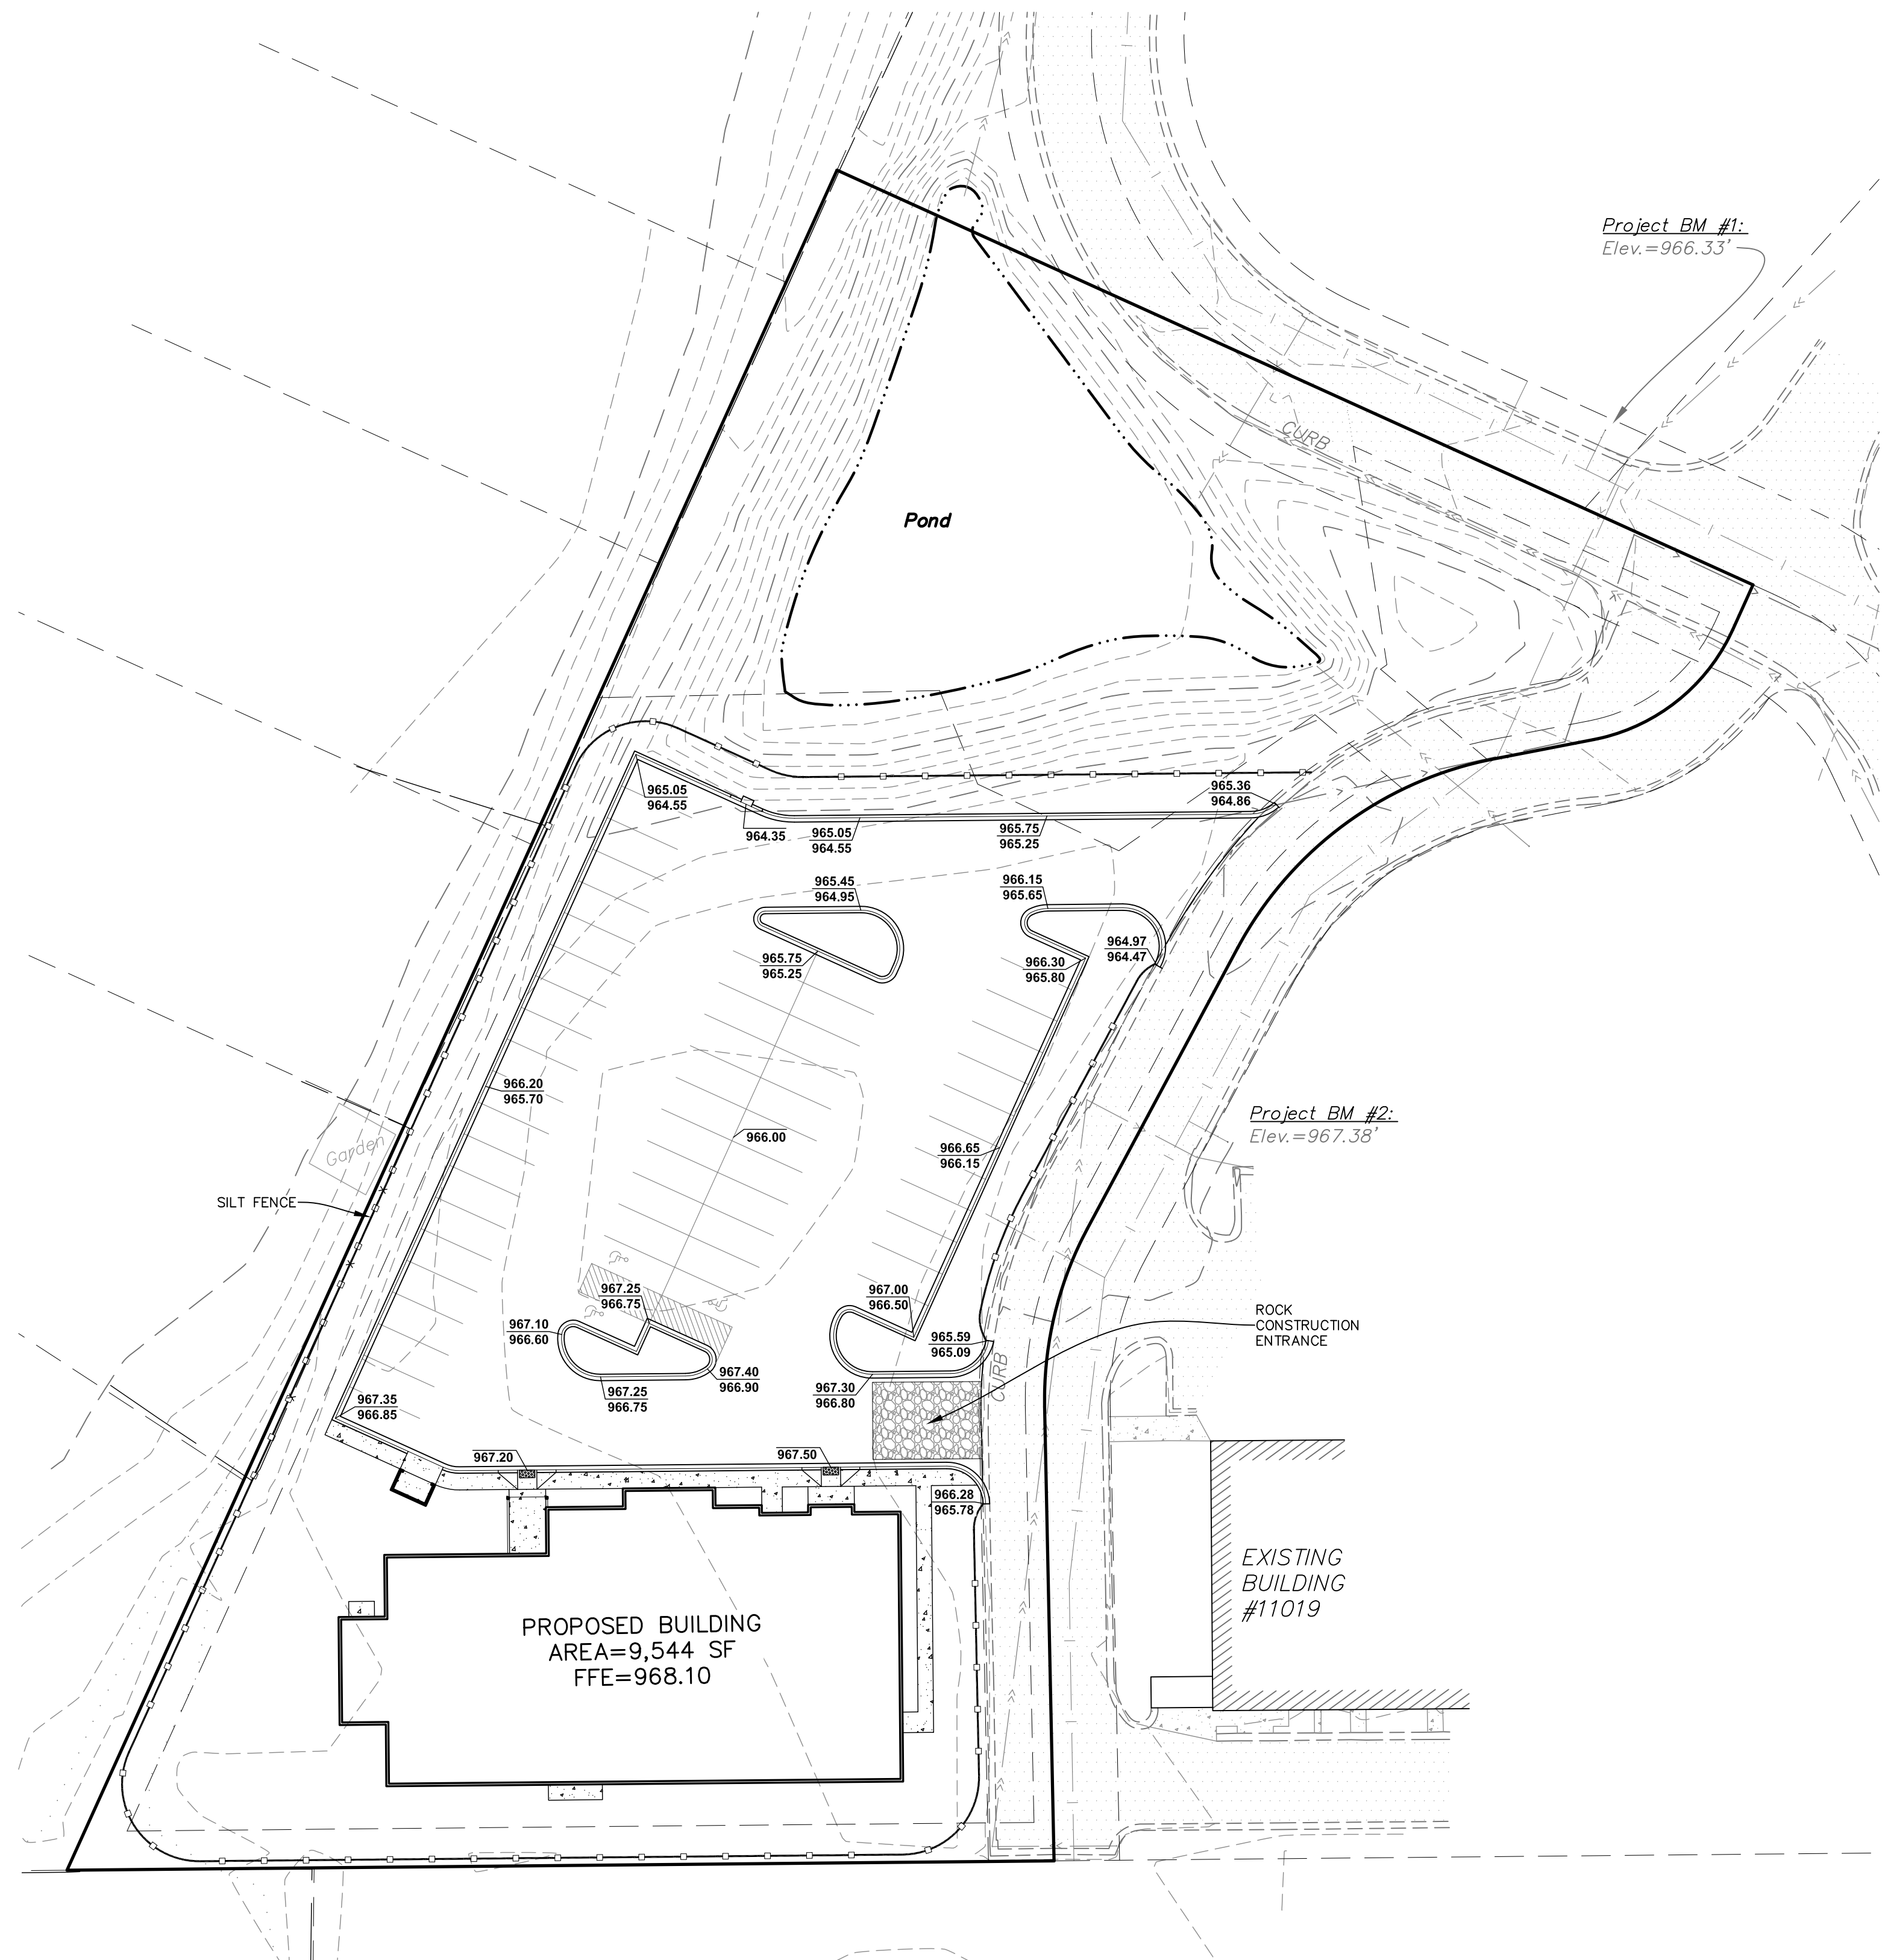 Project BM #1:
Elev.=966.33'
CURB
Pond
965.05
964.55
964.35
965.05
964.55
965.75
965.25
965.36
964.86
965.45
964.95
966.15
965.65
965.75
965.25
966.30
965.80
964.97
964.47
966.20
965.70
966.00
966.65
966.15
Project BM #2:
Elev.=967.38'
Garden
SILT FENCE
967.25
966.75
967.00
966.50
967.10
966.60
965.59
965.09
ROCK
CONSTRUCTION
ENTRANCE
967.40
966.90
967.25
966.75
967.30
966.80
CURB
967.35
966.85
967.20
967.50
966.28
965.78
PROPOSED BUILDING
AREA=9,544 SF
FFE=968.10
EXISTING
BUILDING
#11019